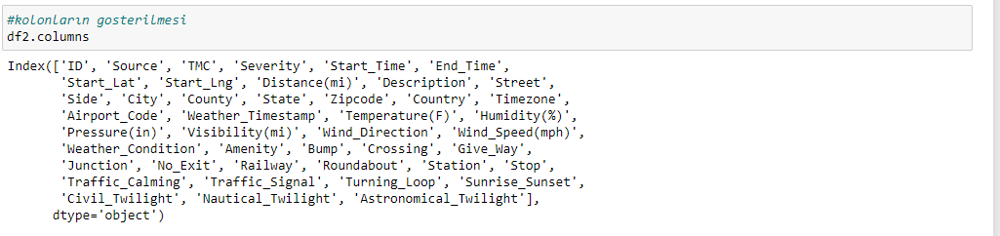 #kolonların gosterilmesi
df2.columns
Index(['ID', 'Source', 'TMC', 'Severity', 'Start_Time', 'End_Time',
'Start_Lat', 'Start_Lng', 'Distance(mi)', 'Description', 'Street',
'Side', 'City', 'County', 'State', 'Zipcode', 'Country', 'Timezone',
'Airport_Code', 'Weather_Timestamp', 'Temperature(F)', 'Humidity(%)',
'Pressure(in)', 'Visibility(mi)', 'Wind_Direction', 'Wind_Speed(mph)',
'Weather_Condition', 'Amenity', 'Bump', 'Crossing', 'Give_Way',
'Junction', 'No_Exit', 'Railway', 'Roundabout', 'Station', 'Stop',
'Traffic_Calming', 'Traffic_Signal', 'Turning_Loop', 'Sunrise_Sunset',
'Civil_Twilight', 'Nautical_Twilight', 'Astronomical_Twilight'],
dtype='object')